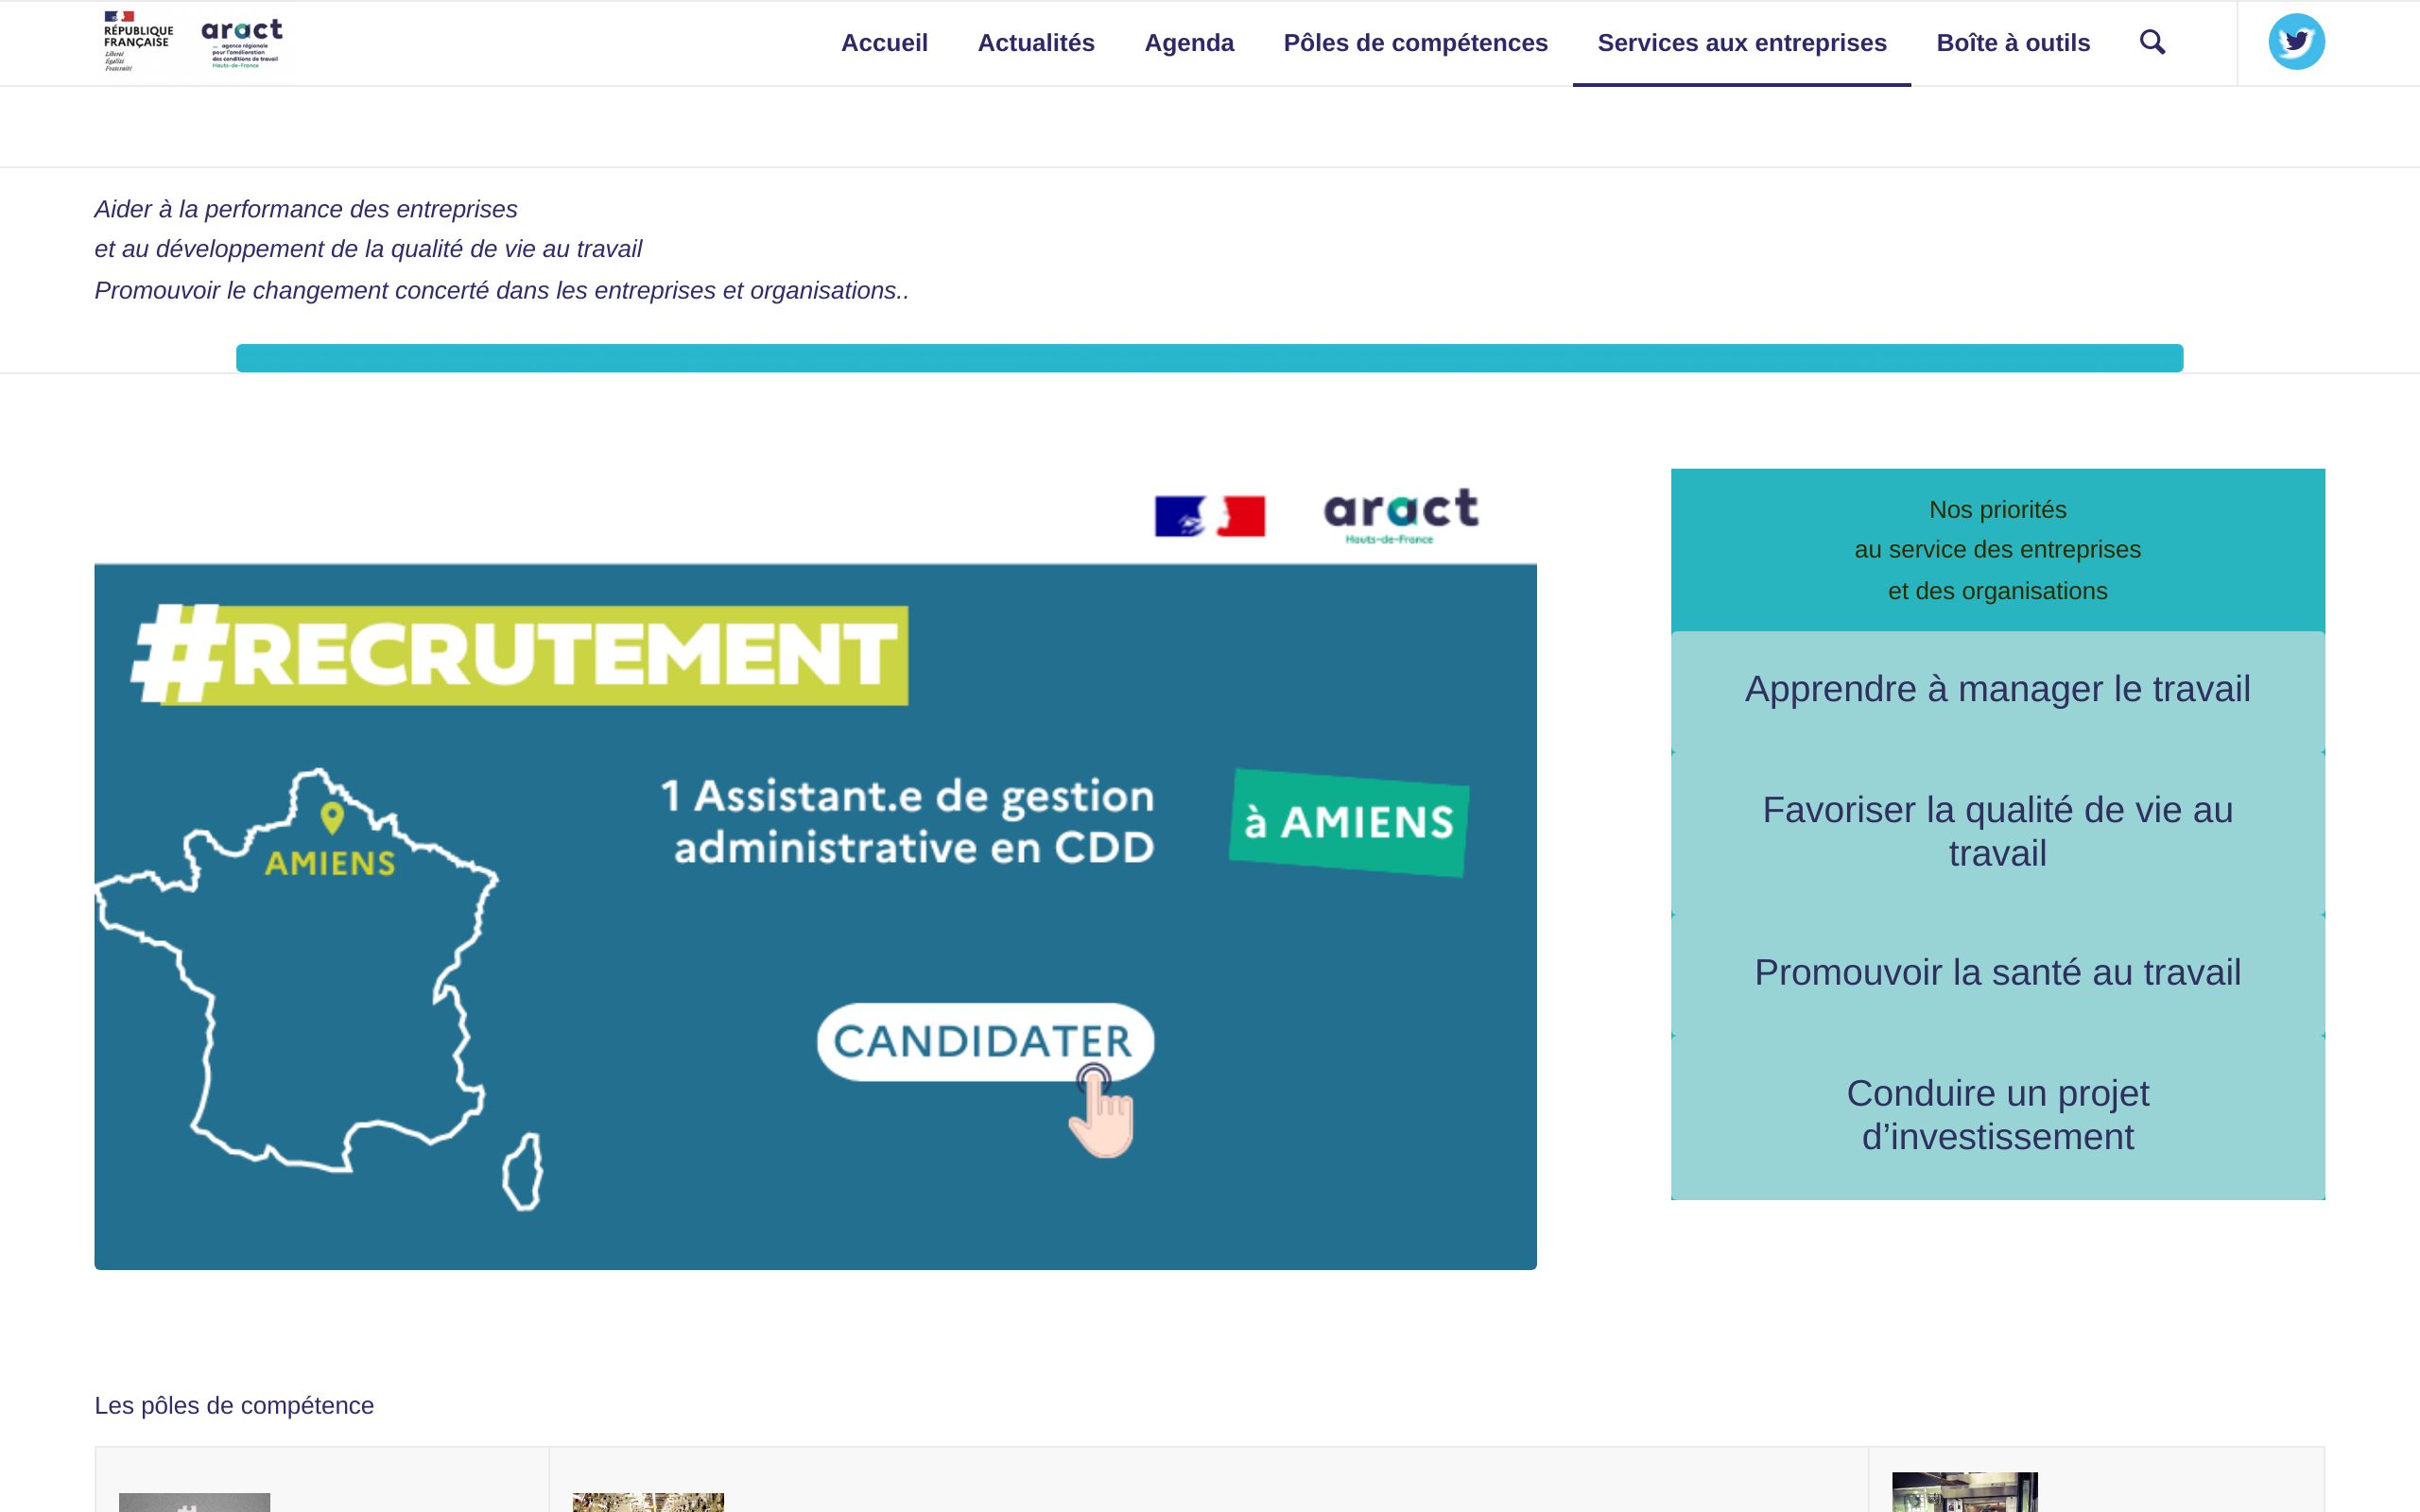 RÉPUBLIQUE
FRANÇAISE
Liberté
Égalité
Fraternité
aract
agence régionale
pour l'amélioration
des conditions de travail
Hauts-de-France
Accueil
Actualités
Agenda
Pôles de compétences
Services aux entreprises
Boîte à outils
Aider à la performance des entreprises
et au développement de la qualité de vie au travail
Promouvoir le changement concerté dans les entreprises et organisations..
aract
Hauts-de-France
#RECRUTEMENT
AMIENS
1 Assistant.e de gestion
administrative en CDD
à AMIENS
CANDIDATER
Nos priorités
au service des entreprises
et des organisations
Apprendre à manager le travail
Favoriser la qualité de vie au
travail
Promouvoir la santé au travail
Conduire un projet
d’investissement
Les pôles de compétence